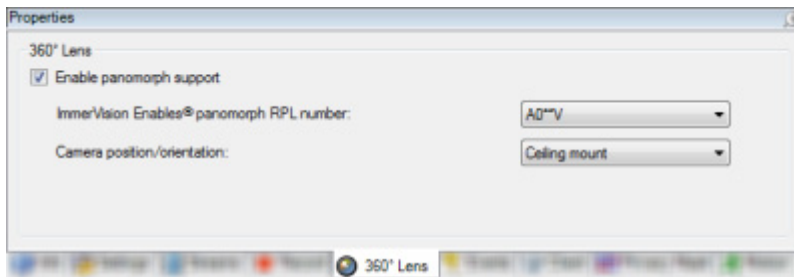 Properties
360° Lens
Enable panomorph support
ImmerVision Enables® panomorph RPL number:
A0**V
Camera position/orientation:
Ceiling mount
360° Lens